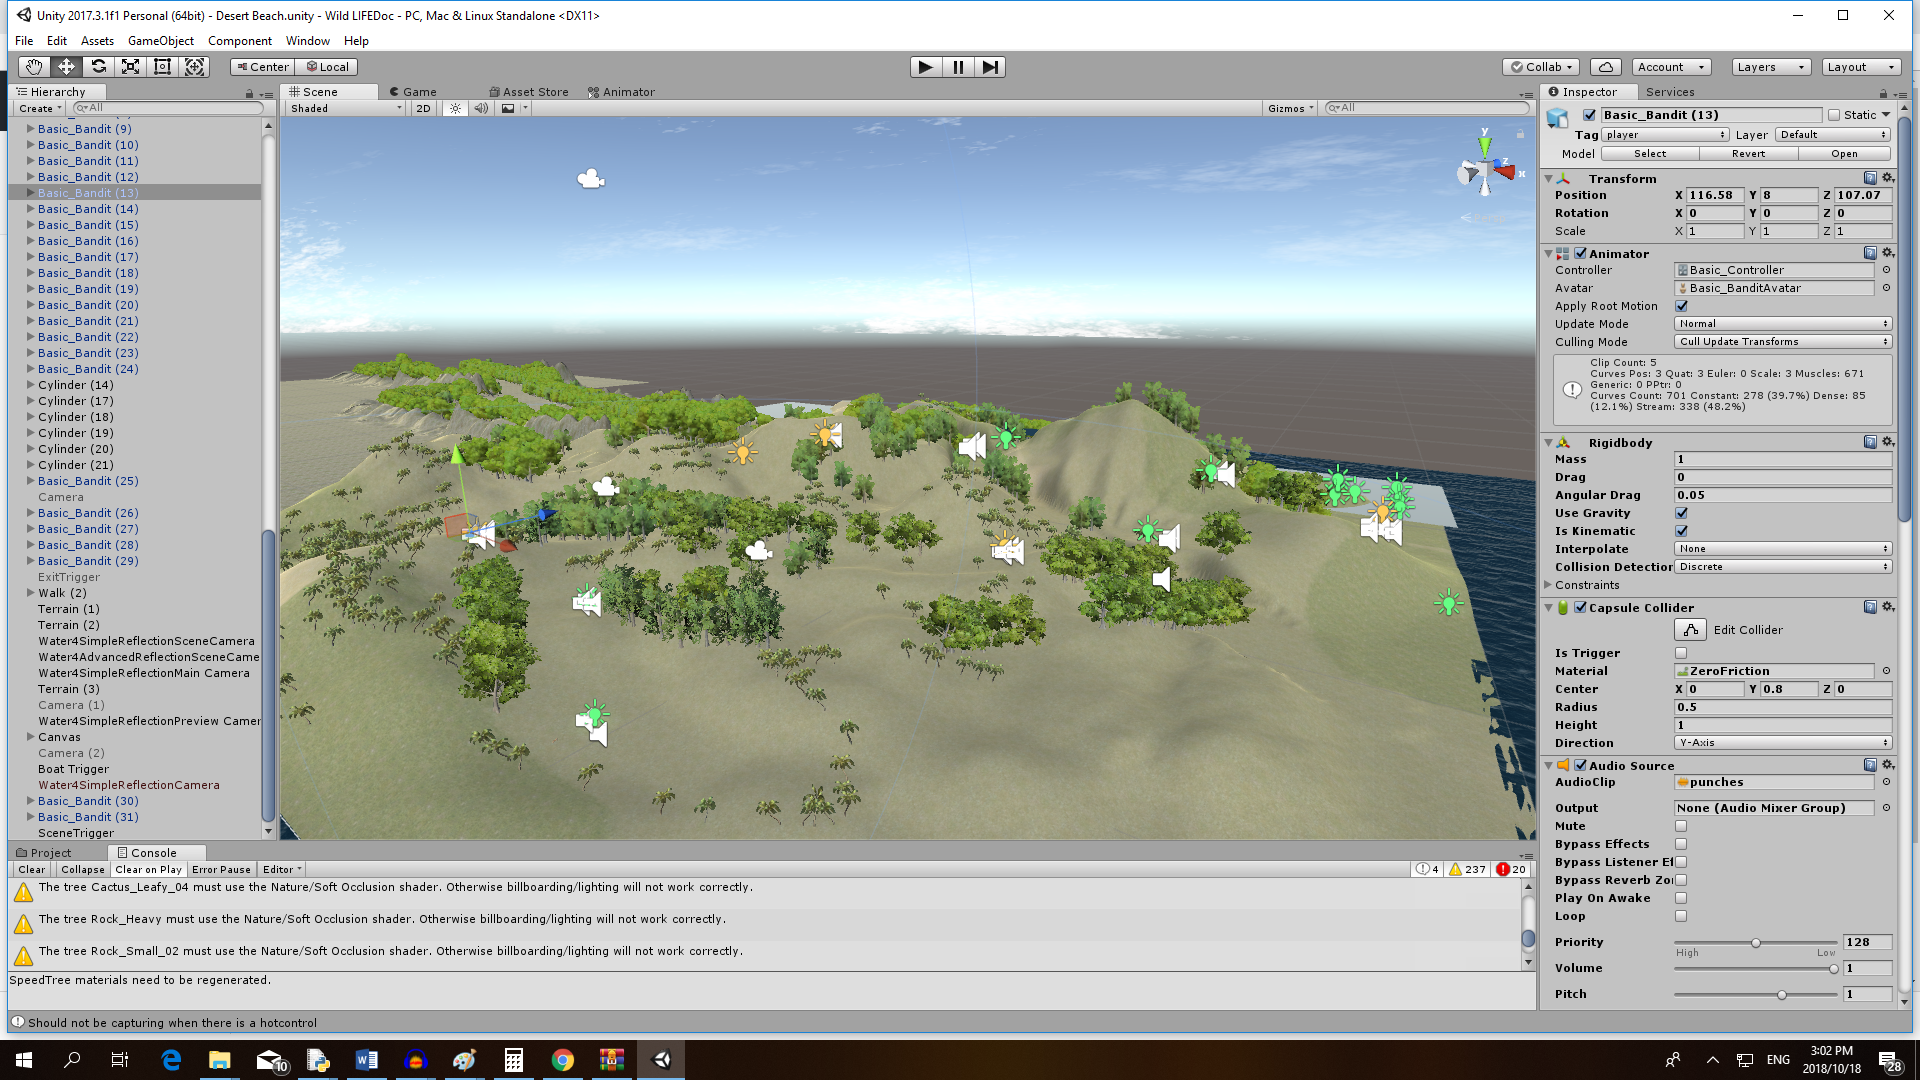 Unity 2017.3.1f1 Personal (64bit) - Desert Beach.unity - Wild LIFEDoc - PC, Mac & Linux Standalone <DX11>
File Edit Assets GameObject Component Window Help
Center Local Collab Account Layers Layout
Hierarchy
Create All
Basic_Bandit (9)
Basic_Bandit (10)
Basic_Bandit (11)
Basic_Bandit (12)
Basic_Bandit (13)
Basic_Bandit (14)
Basic_Bandit (15)
Basic_Bandit (16)
Basic_Bandit (17)
Basic_Bandit (18)
Basic_Bandit (19)
Basic_Bandit (20)
Basic_Bandit (21)
Basic_Bandit (22)
Basic_Bandit (23)
Basic_Bandit (24)
Cylinder (14)
Cylinder (17)
Cylinder (18)
Cylinder (19)
Cylinder (20)
Cylinder (21)
Basic_Bandit (25)
Camera
Basic_Bandit (26)
Basic_Bandit (27)
Basic_Bandit (28)
Basic_Bandit (29)
ExitTrigger
Walk (2)
Terrain (1)
Terrain (2)
Water4SimpleReflectionSceneCamera
Water4AdvancedReflectionSceneCame
Water4SimpleReflectionMain Camera
Terrain (3)
Camera (1)
Water4SimpleReflectionPreview Camer
Canvas
Camera (2)
Boat Trigger
Water4SimpleReflectionCamera
Basic_Bandit (30)
Basic_Bandit (31)
SceneTrigger
Scene Game Asset Store Animator
Shaded 2D Gizmos All
y
z
x
Inspector Services
Basic_Bandit (13) Static
Tag player Layer Default
Model Select Revert Open
Transform
Position X 116.58 Y 8 Z 107.07
Rotation X 0 Y 0 Z 0
Scale X 1 Y 1 Z 1
Animator
Controller Basic_Controller
Avatar Basic_BanditAvatar
Apply Root Motion
Update Mode Normal
Culling Mode Cull Update Transforms
Clip Count: 5
Curves Pos: 3 Quat: 3 Euler: 0 Scale: 3 Muscles: 671
Generic: 0 PPtr: 0
Curves Count: 701 Constant: 278 (39.7%) Dense: 85
(12.1%) Stream: 338 (48.2%)
Rigidbody
Mass 1
Drag 0
Angular Drag 0.05
Use Gravity
Is Kinematic
Interpolate None
Collision Detection Discrete
Constraints
Capsule Collider
Edit Collider
Is Trigger
Material ZeroFriction
Center X 0 Y 0.8 Z 0
Radius 0.5
Height 1
Direction Y-Axis
Audio Source
AudioClip punches
Output None (Audio Mixer Group)
Mute
Bypass Effects
Bypass Listener Ef
Bypass Reverb Zo
Play On Awake
Loop
Priority 128
High Low
Volume 1
Pitch 1
Project Console
Clear Collapse Clear on Play Error Pause Editor 4 237 20
The tree Cactus_Leafy_04 must use the Nature/Soft Occlusion shader. Otherwise billboarding/lighting will not work correctly.
The tree Rock_Heavy must use the Nature/Soft Occlusion shader. Otherwise billboarding/lighting will not work correctly.
The tree Rock_Small_02 must use the Nature/Soft Occlusion shader. Otherwise billboarding/lighting will not work correctly.
SpeedTree materials need to be regenerated.
Should not be capturing when there is a hotcontrol
10
ENG
3:02 PM
2018/10/18
28